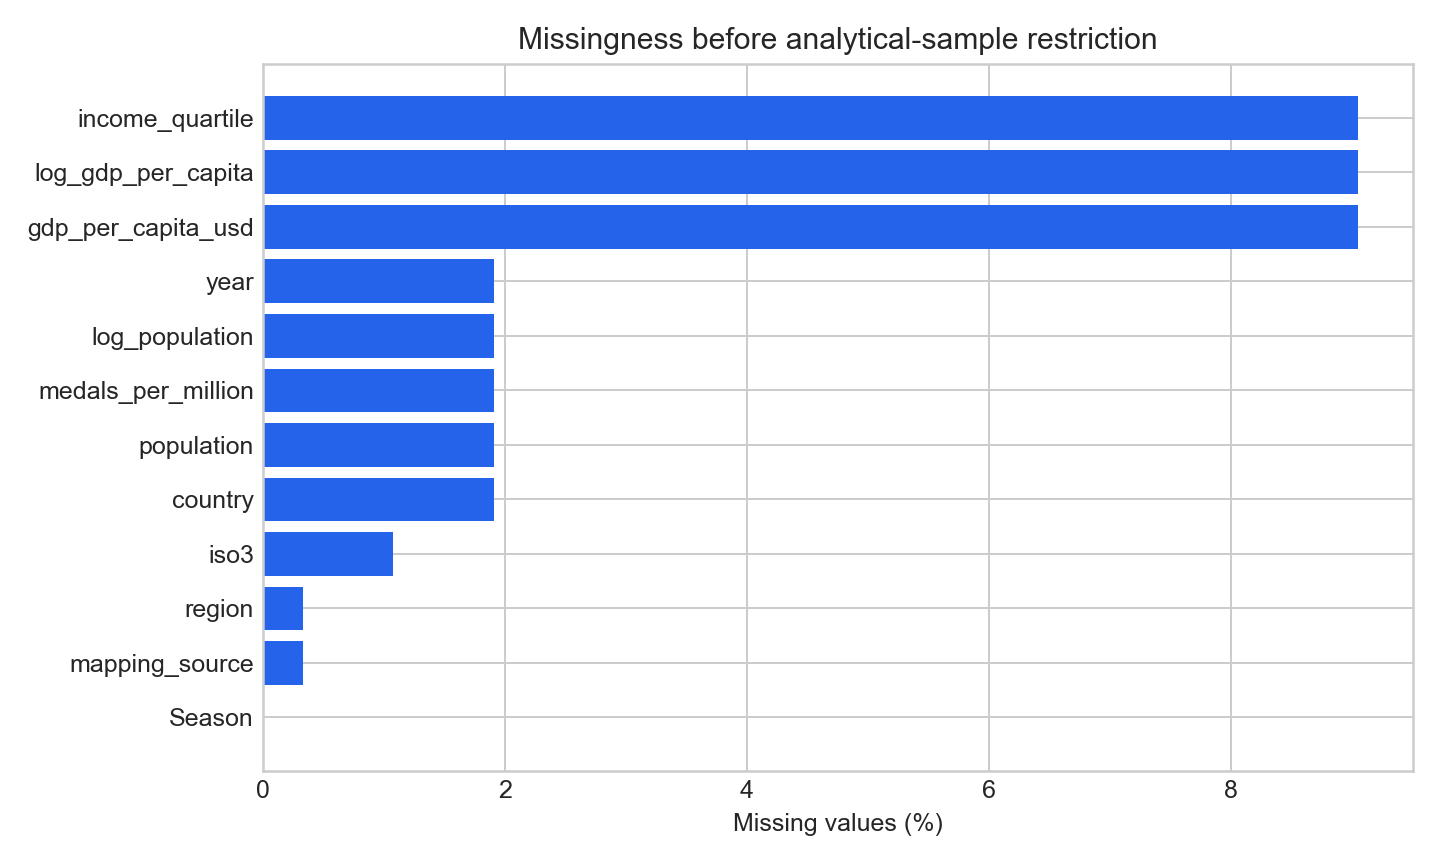 Missingness before analytical-sample restriction
income_quartile
log_gdp_per_capita
gdp_per_capita_usd
year
log_population
medals_per_million
population
country
iso3
region
mapping_source
Season
0 2 4 6 8
Missing values (%)